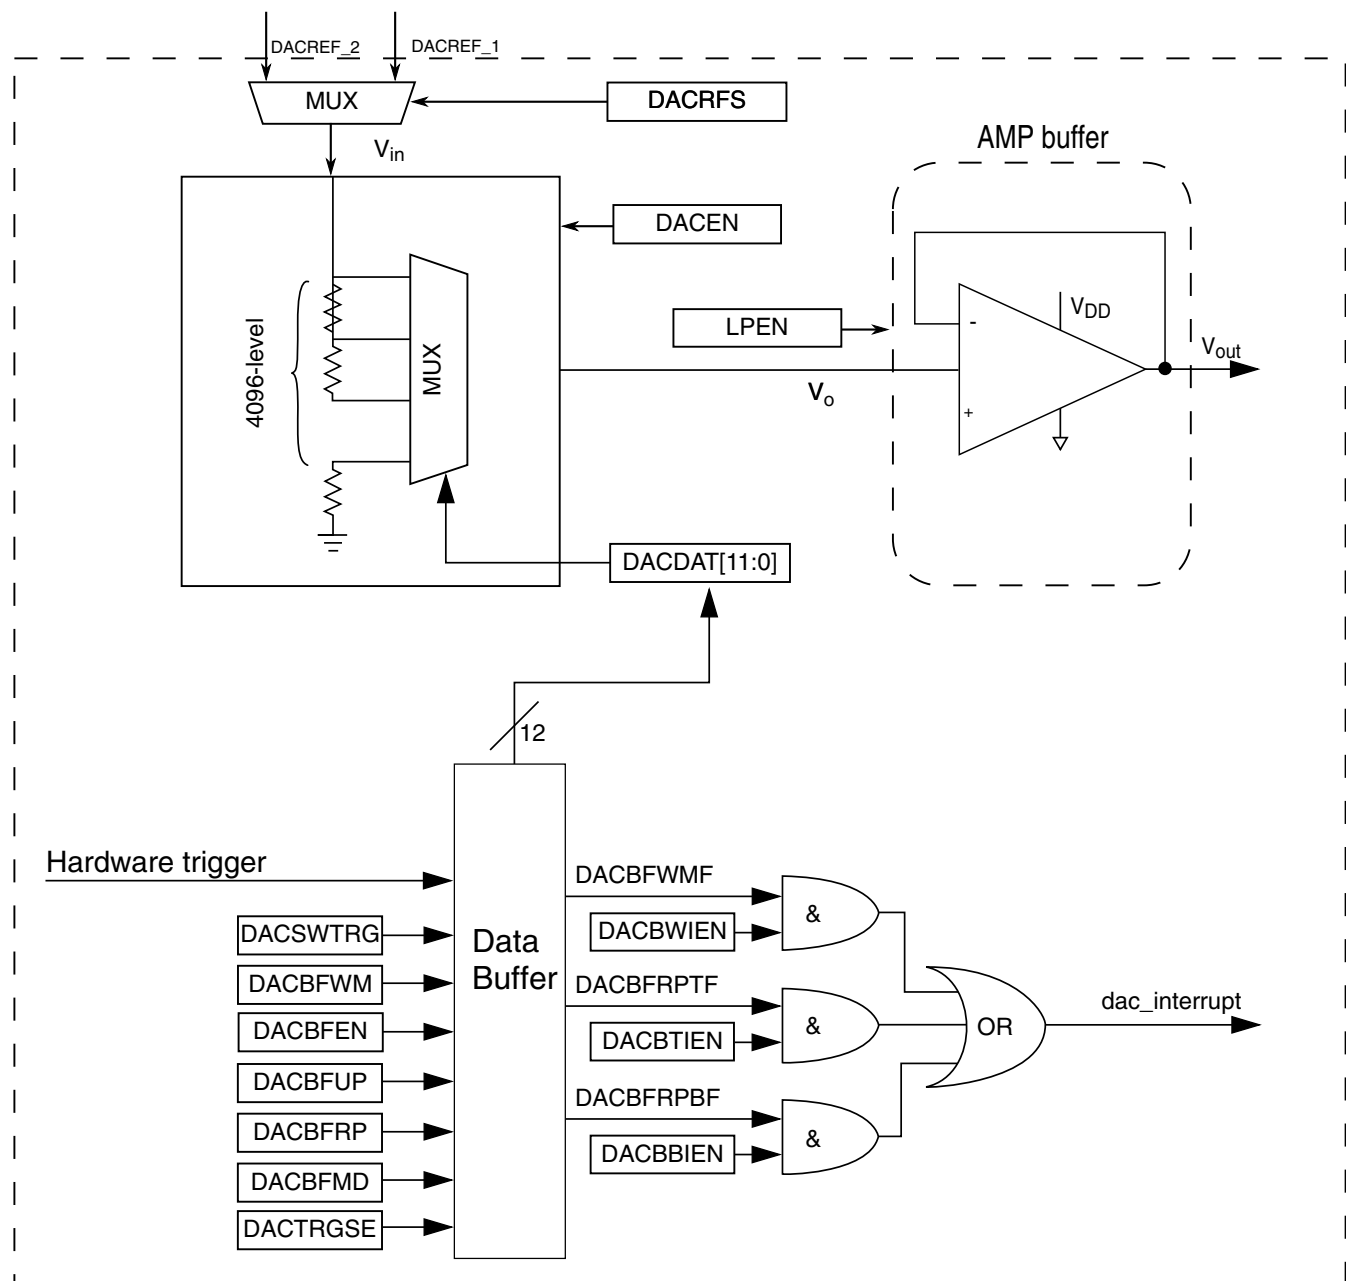 DACREF_2
DACREF_1
MUX
DACRFS
Vin
AMP buffer
DACEN
LPEN
-
VDD
4096-level
MUX
Vout
Vo
+
DACDAT[11:0]
12
Hardware trigger
DACBFWMF
&
DACSWTRG
DACBWIEN
Data
Buffer
DACBFWM
DACBFRPTF
dac_interrupt
DACBFEN
&
OR
DACBTIEN
DACBFUP
DACBFRPBF
DACBFRP
&
DACBBIEN
DACBFMD
DACTRGSE